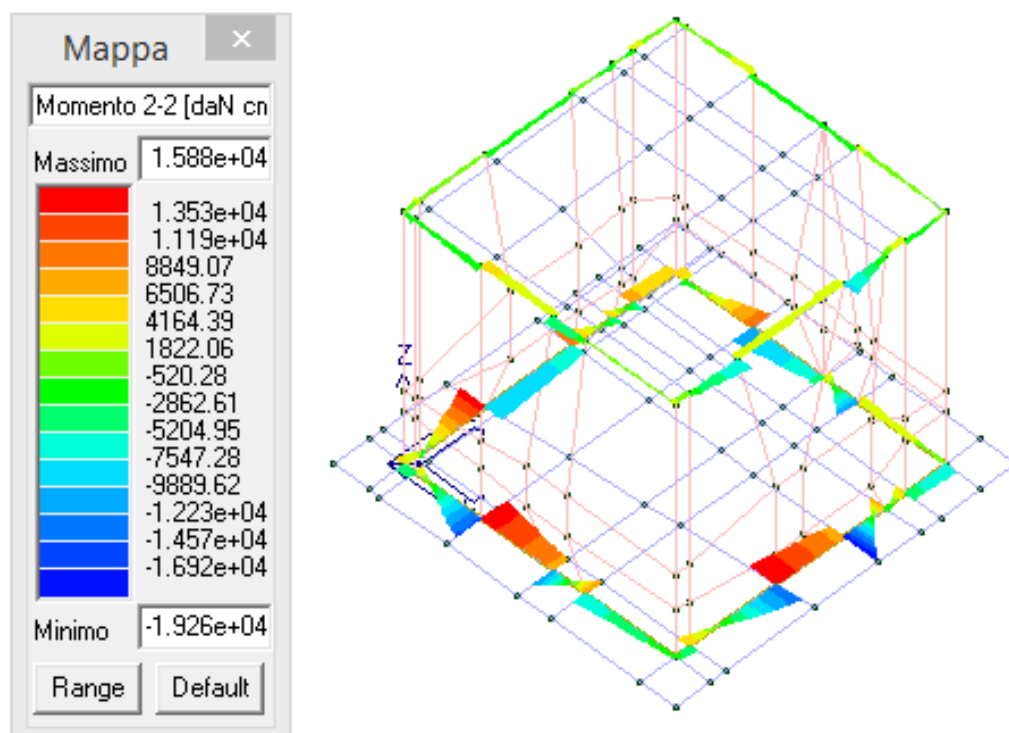 Mappa
Momento 2-2 [daN cn
Massimo 1.588e+04
1.353e+04
1.119e+04
8849.07
6506.73
4164.39
1822.06
-520.28
-2862.61
-5204.95
-7547.28
-9889.62
-1.223e+04
-1.457e+04
-1.692e+04
Minimo -1.926e+04
Range Default
Z